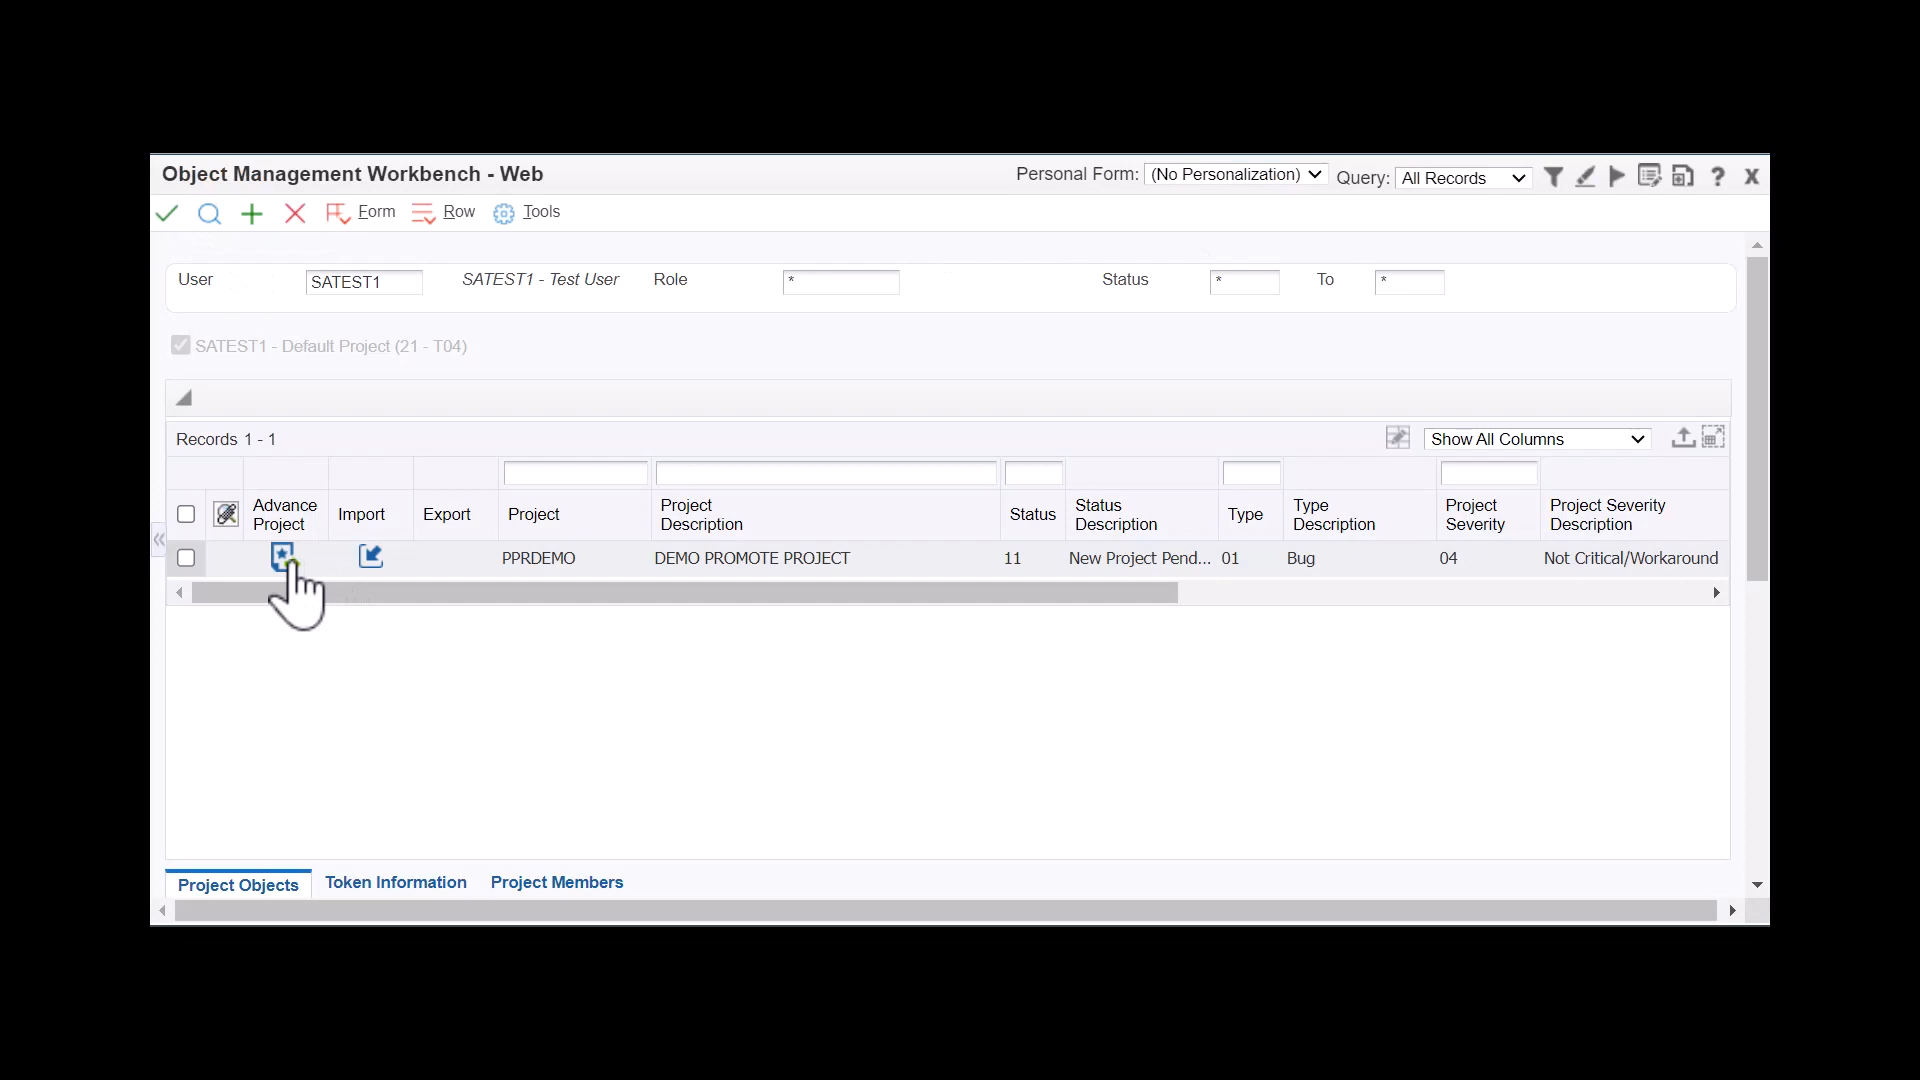 Object Management Workbench - Web
Personal Form: (No Personalization) Query: All Records ? X
Form Row Tools
User SATEST1 SATEST1 - Test User Role * Status * To *
SATEST1 - Default Project (21 - T04)
Records 1 - 1 Show All Columns
Advance Project Import Export Project Project Description Status Status Description Type Type Description Project Severity Project Severity Description
PPRDEMO DEMO PROMOTE PROJECT 11 New Project Pend... 01 Bug 04 Not Critical/Workaround
Project Objects Token Information Project Members